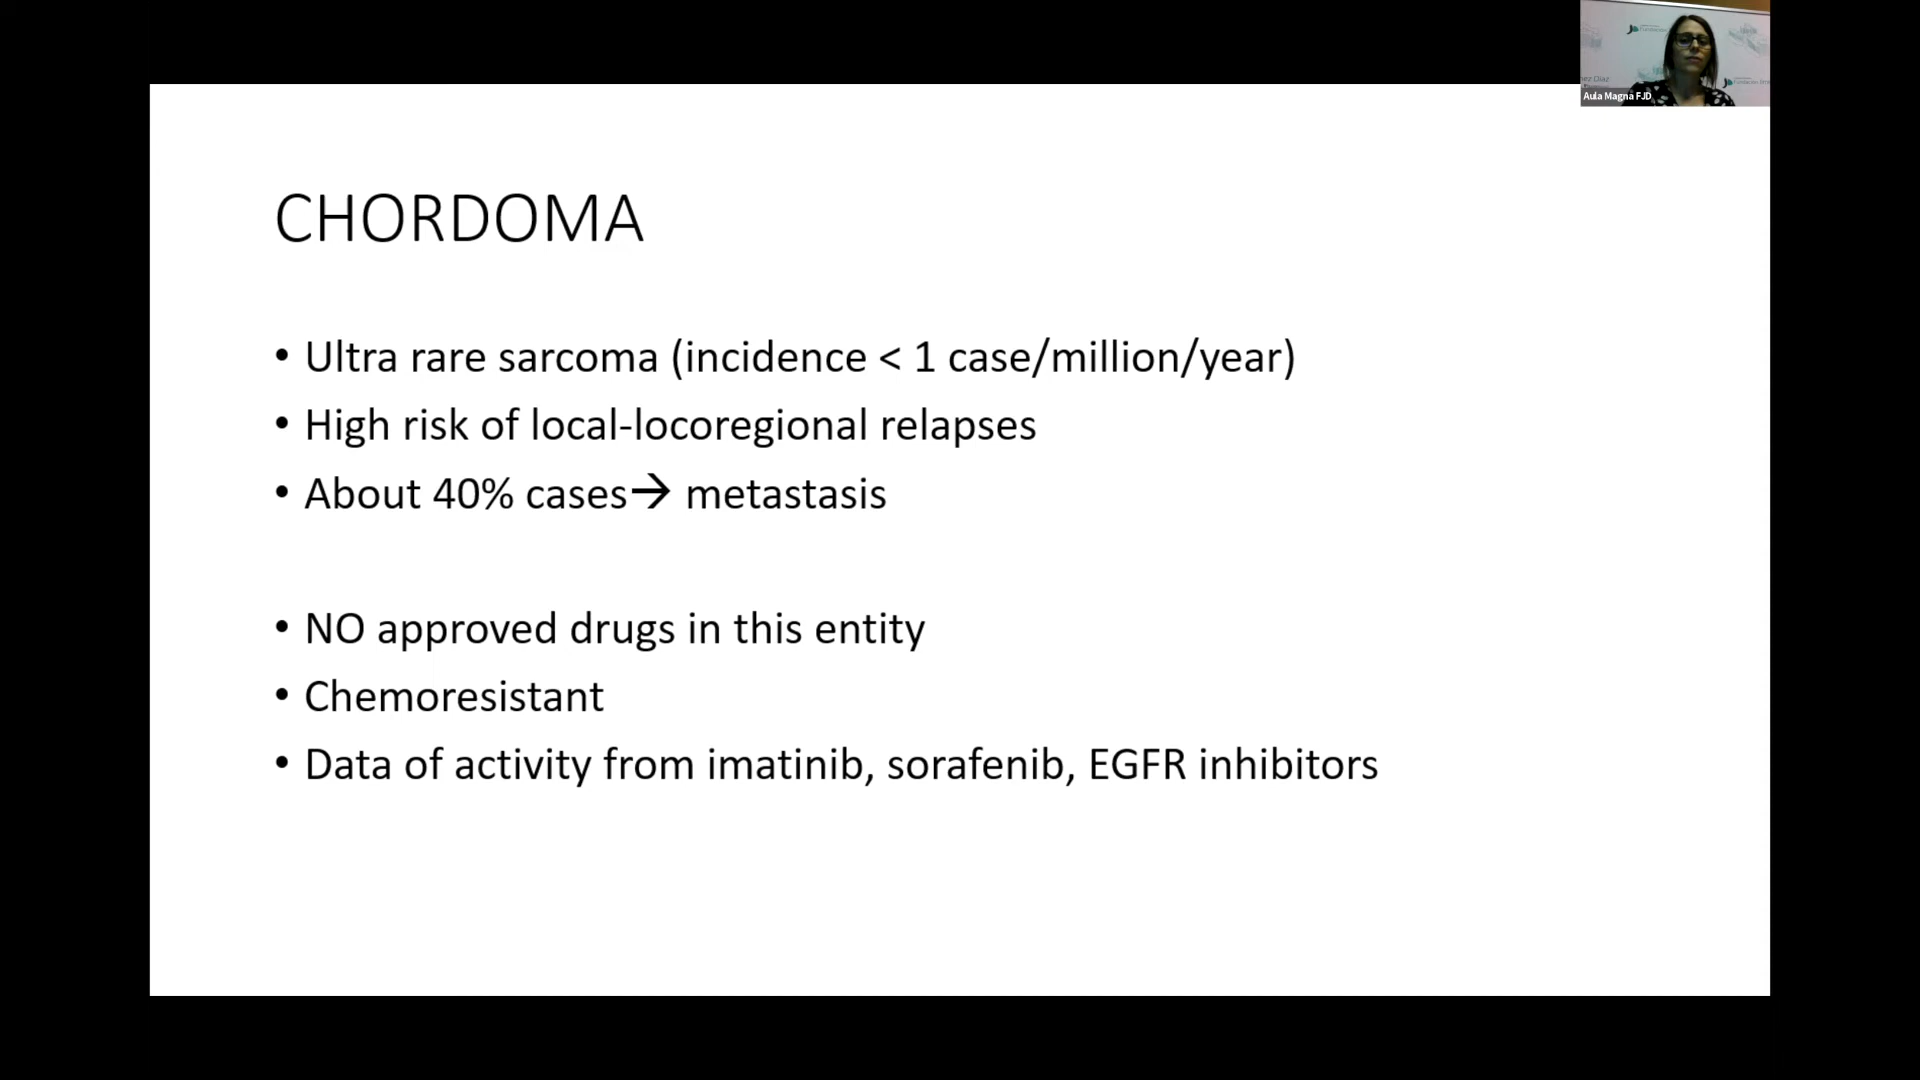 Aula Magna FJD
CHORDOMA
• Ultra rare sarcoma (incidence < 1 case/million/year)
• High risk of local-locoregional relapses
• About 40% cases→ metastasis
• NO approved drugs in this entity
• Chemoresistant
• Data of activity from imatinib, sorafenib, EGFR inhibitors